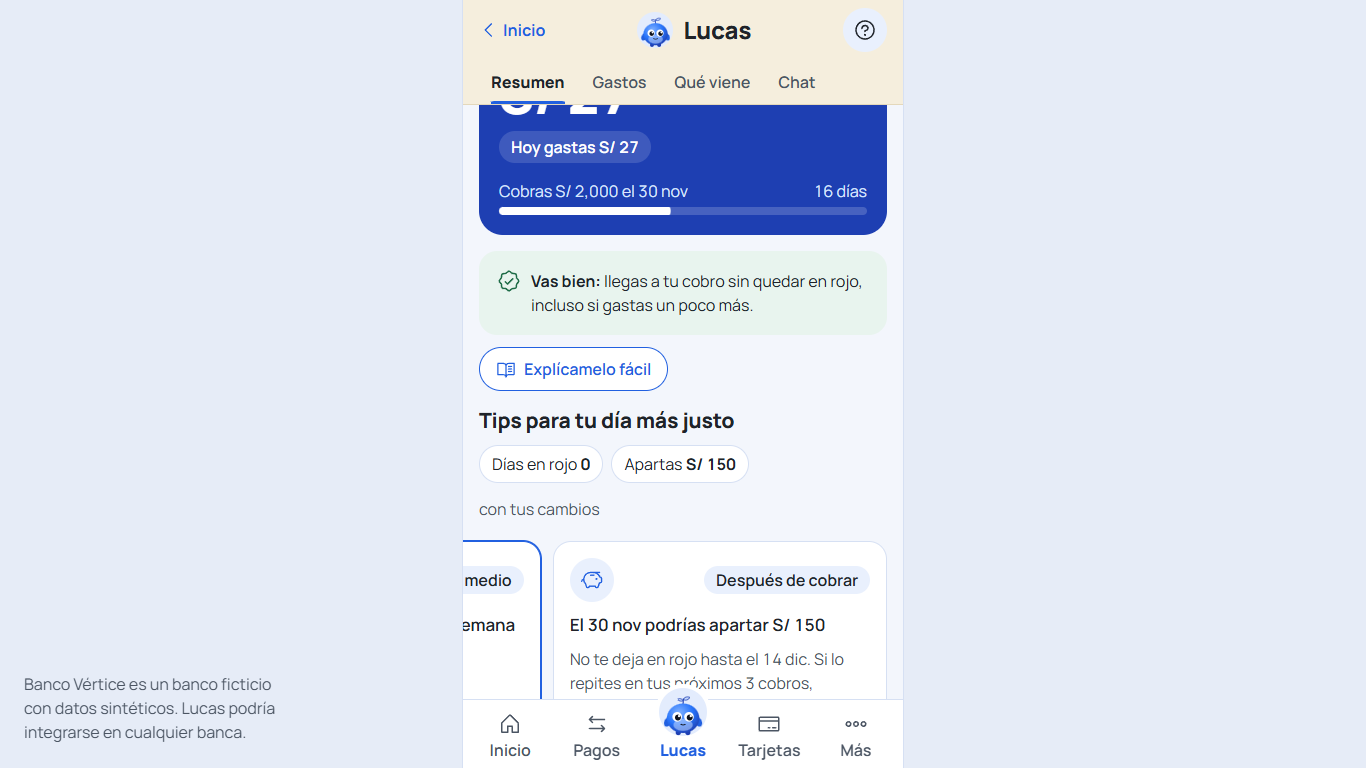 Inicio
Lucas
Resumen
Gastos
Qué viene
Chat
S/ 27
Hoy gastas S/ 27
Cobras S/ 2,000 el 30 nov
16 días
Vas bien: llegas a tu cobro sin quedar en rojo,
incluso si gastas un poco más.
Explícamelo fácil
Tips para tu día más justo
Días en rojo 0
Apartas S/ 150
con tus cambios
medio
emana
Después de cobrar
El 30 nov podrías apartar S/ 150
No te deja en rojo hasta el 14 dic. Si lo
repites en tus próximos 3 cobros,
Inicio
Pagos
Lucas
Tarjetas
Más
Banco Vértice es un banco ficticio
con datos sintéticos. Lucas podría
integrarse en cualquier banca.